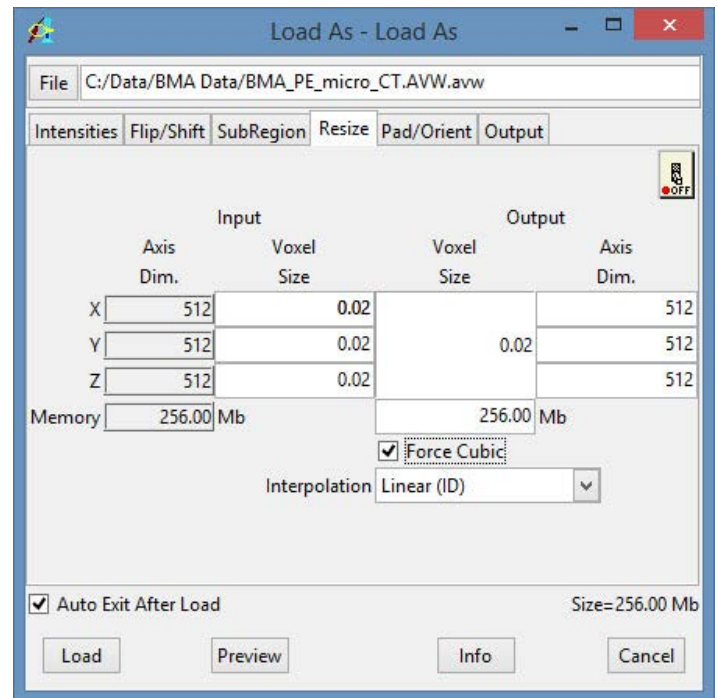 Load As - Load As
File C:/Data/BMA Data/BMA_PE_micro_CT.AVW.avw
Intensities Flip/Shift SubRegion Resize Pad/Orient Output
OFF
Input Output
Axis Voxel Voxel Axis
Dim. Size Size Dim.
X 512 0.02 512
Y 512 0.02 0.02 512
Z 512 0.02 512
Memory 256.00 Mb 256.00 Mb
Force Cubic
Interpolation Linear (ID)
Auto Exit After Load Size=256.00 Mb
Load Preview Info Cancel